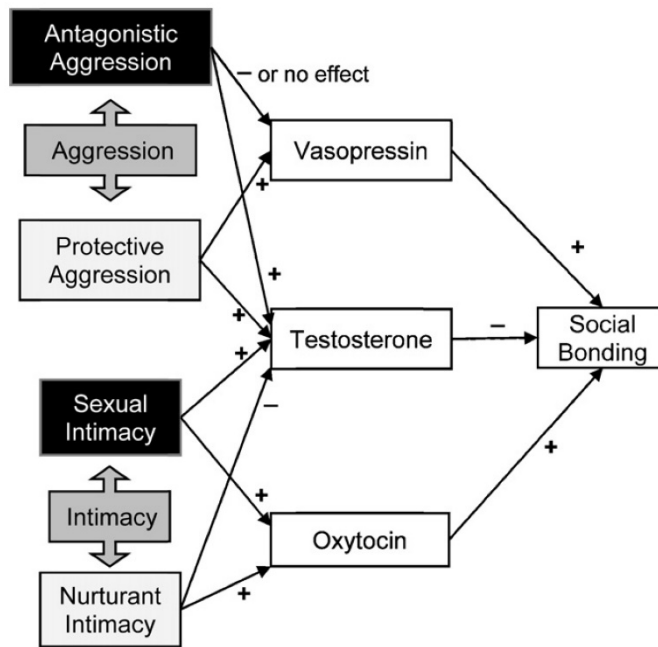 Antagonistic
Aggression
– or no effect
Aggression
Vasopressin
+
Protective
Aggression
+
+
+
Testosterone
–
Social
Bonding
+
Sexual
Intimacy
–
+
+
Intimacy
Oxytocin
+
Nurturant
Intimacy